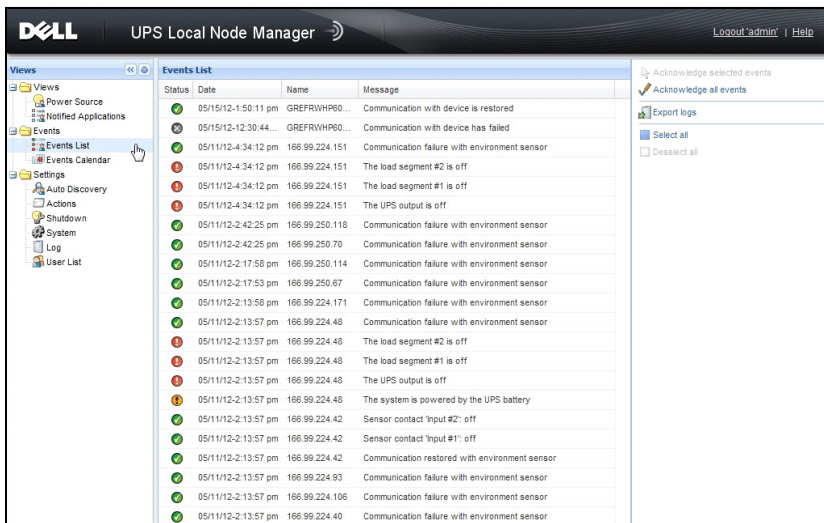 DELL UPS Local Node Manager Logout 'admin' | Help
Views
Views
Power Source
Notified Applications
Events
Events List
Events Calendar
Settings
Auto Discovery
Actions
Shutdown
System
Log
User List
Events List
Status Date Name Message
05/15/12-1:50:11 pm GREFRWHP60... Communication with device is restored
05/15/12-12:30:44... GREFRWHP60... Communication with device has failed
05/11/12-4:34:12 pm 166.99.224.151 Communication failure with environment sensor
05/11/12-4:34:12 pm 166.99.224.151 The load segment #2 is off
05/11/12-4:34:12 pm 166.99.224.151 The load segment #1 is off
05/11/12-4:34:12 pm 166.99.224.151 The UPS output is off
05/11/12-2:42:25 pm 166.99.250.118 Communication failure with environment sensor
05/11/12-2:42:25 pm 166.99.250.70 Communication failure with environment sensor
05/11/12-2:17:58 pm 166.99.250.114 Communication failure with environment sensor
05/11/12-2:17:53 pm 166.99.250.67 Communication failure with environment sensor
05/11/12-2:13:58 pm 166.99.224.171 Communication failure with environment sensor
05/11/12-2:13:57 pm 166.99.224.48 Communication failure with environment sensor
05/11/12-2:13:57 pm 166.99.224.48 The load segment #2 is off
05/11/12-2:13:57 pm 166.99.224.48 The load segment #1 is off
05/11/12-2:13:57 pm 166.99.224.48 The UPS output is off
05/11/12-2:13:57 pm 166.99.224.48 The system is powered by the UPS battery
05/11/12-2:13:57 pm 166.99.224.42 Sensor contact 'Input #2': off
05/11/12-2:13:57 pm 166.99.224.42 Sensor contact 'Input #1': off
05/11/12-2:13:57 pm 166.99.224.42 Communication restored with environment sensor
05/11/12-2:13:57 pm 166.99.224.93 Communication failure with environment sensor
05/11/12-2:13:57 pm 166.99.224.106 Communication failure with environment sensor
05/11/12-2:13:57 pm 166.99.224.40 Communication failure with environment sensor
Acknowledge selected events
Acknowledge all events
Export logs
Select all
Deselect all